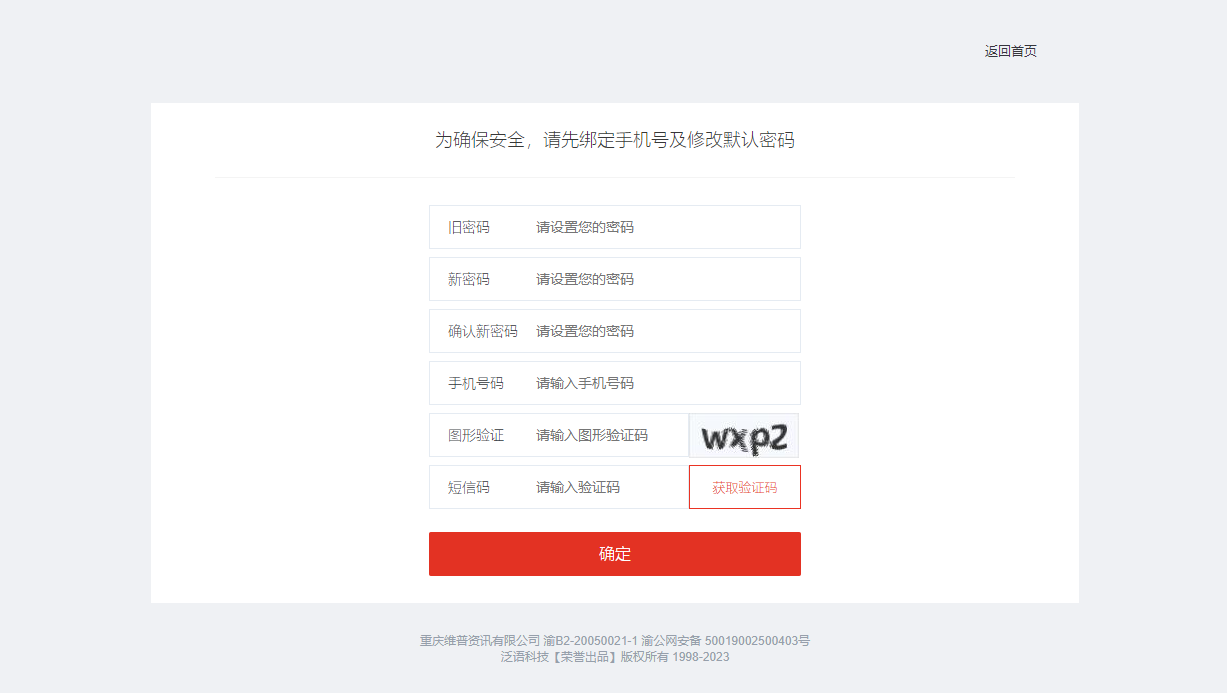 返回首页
为确保安全，请先绑定手机号及修改默认密码
旧密码 请设置您的密码
新密码 请设置您的密码
确认新密码 请设置您的密码
手机号码 请输入手机号码
图形验证 请输入图形验证码 wxp2
短信码 请输入验证码 获取验证码
确定
重庆维普资讯有限公司 渝B2-20050021-1 渝公网安备 50019002500403号
泛语科技【荣誉出品】版权所有 1998-2023